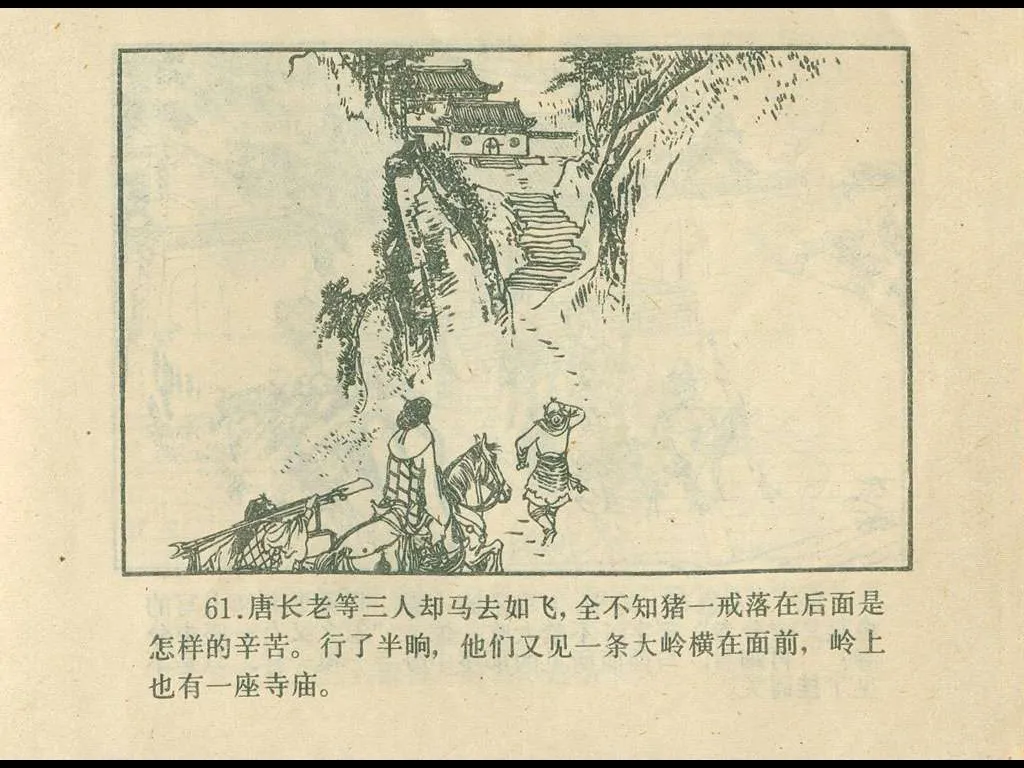 61.唐长老等三人却马去如飞,全不知猪一戒落在后面是
怎样的辛苦。行了半晌,他们又见一条大岭横在面前,岭上
也有一座寺庙。